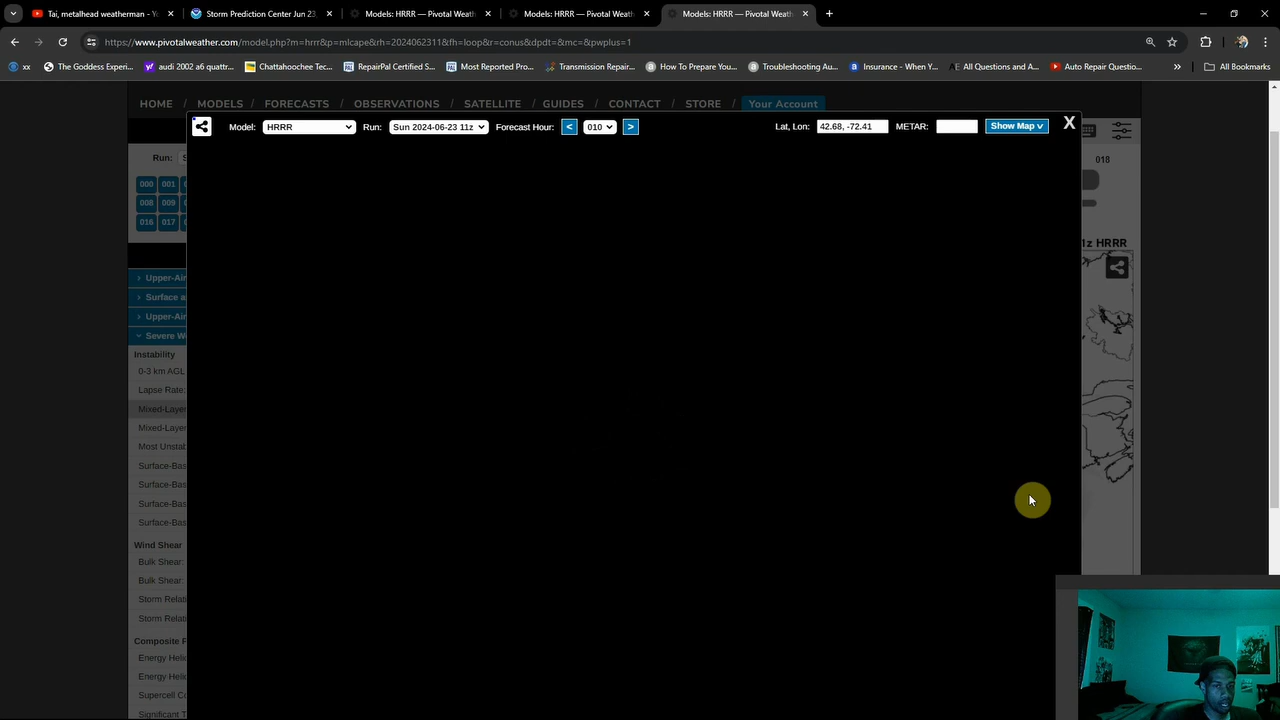 Tai, metalhead weatherman - Yo
Storm Prediction Center Jun 23,
Models: HRRR — Pivotal Weath
Models: HRRR — Pivotal Weath
Models: HRRR — Pivotal Weath
https://www.pivotalweather.com/model.php?m=hrrr&p=mlcape&rh=2024062311&fh=loop&r=conus&dpdt=&mc=&pwplus=1
xx
The Goddess Experi...
audi 2002 a6 quattr...
Chattahoochee Tec...
RepairPal Certified S...
Most Reported Pro...
Transmission Repair...
How To Prepare You...
Troubleshooting Au...
Insurance - When Y...
All Questions and A...
Auto Repair Questio...
All Bookmarks
HOME / MODELS / FORECASTS / OBSERVATIONS / SATELLITE / GUIDES / CONTACT / STORE / Your Account
Model: HRRR Run: Sun 2024-06-23 11z Forecast Hour: < 010 > Lat, Lon: 42.68, -72.41 METAR: Show Map X
Run: S
018
000 001
008 009
016 017
1z HRRR
Upper-Air
Surface a
Upper-Air
Severe W
Instability
0-3 km AGL
Lapse Rate:
Mixed-Layer
Mixed-Layer
Most Unstab
Surface-Bas
Surface-Bas
Surface-Bas
Surface-Bas
Wind Shear
Bulk Shear:
Bulk Shear:
Storm Relati
Storm Relati
Composite P
Energy Helic
Energy Helic
Supercell Co
Significant T